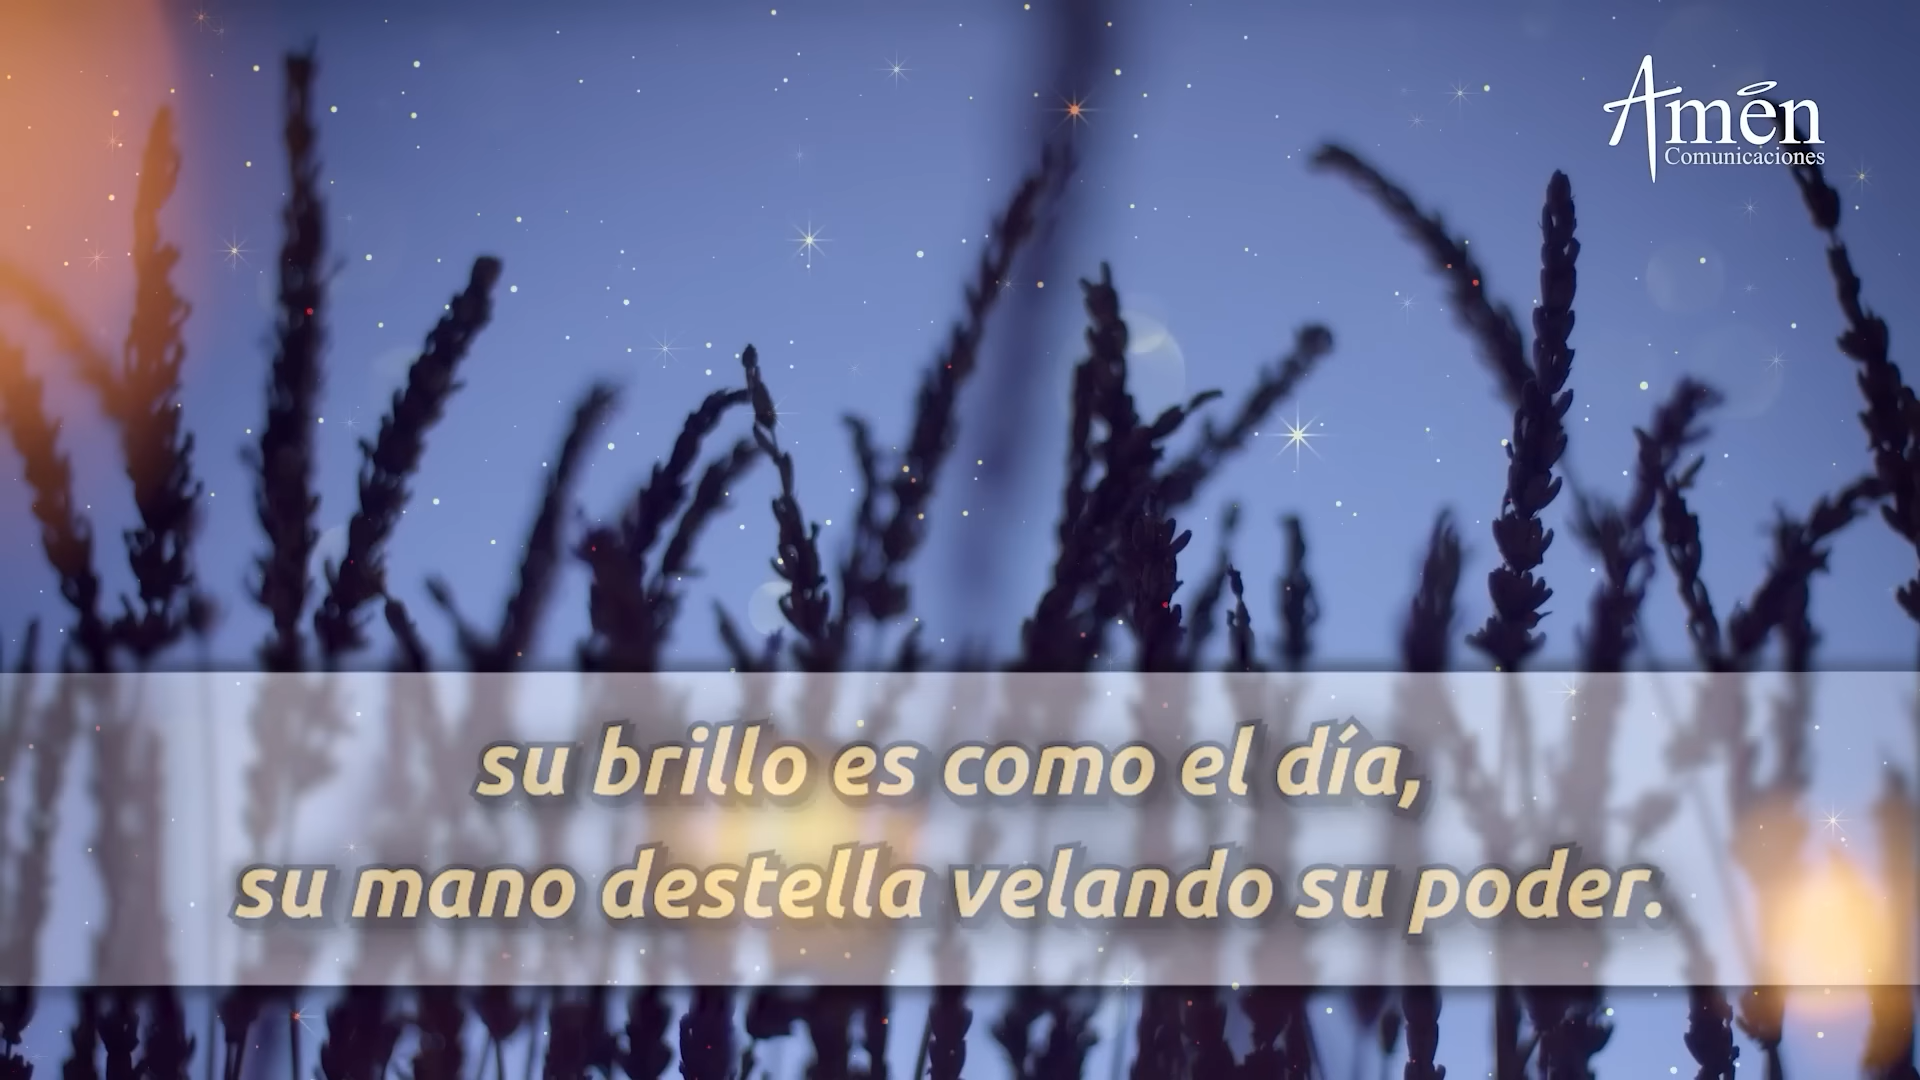 Amén
Comunicaciones
su brillo es como el día,
su mano destella velando su poder.